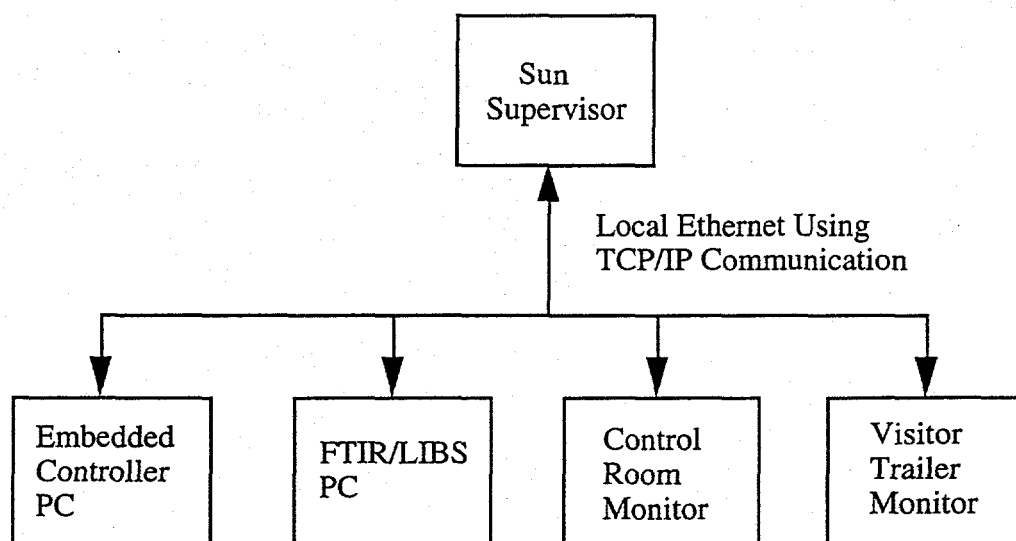 Sun
Supervisor
Local Ethernet Using
TCP/IP Communication
Embedded
Controller
PC
FTIR/LIBS
PC
Control
Room
Monitor
Visitor
Trailer
Monitor